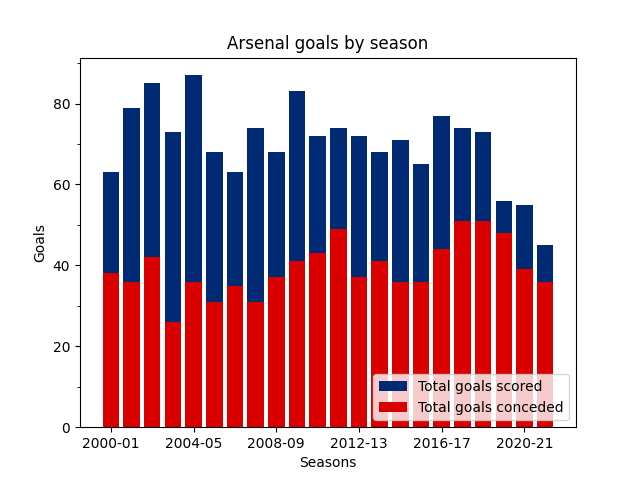 Arsenal goals by season
Goals
80
60
40
20
0
Total goals scored
Total goals conceded
2000-01 2004-05 2008-09 2012-13 2016-17 2020-21
Seasons